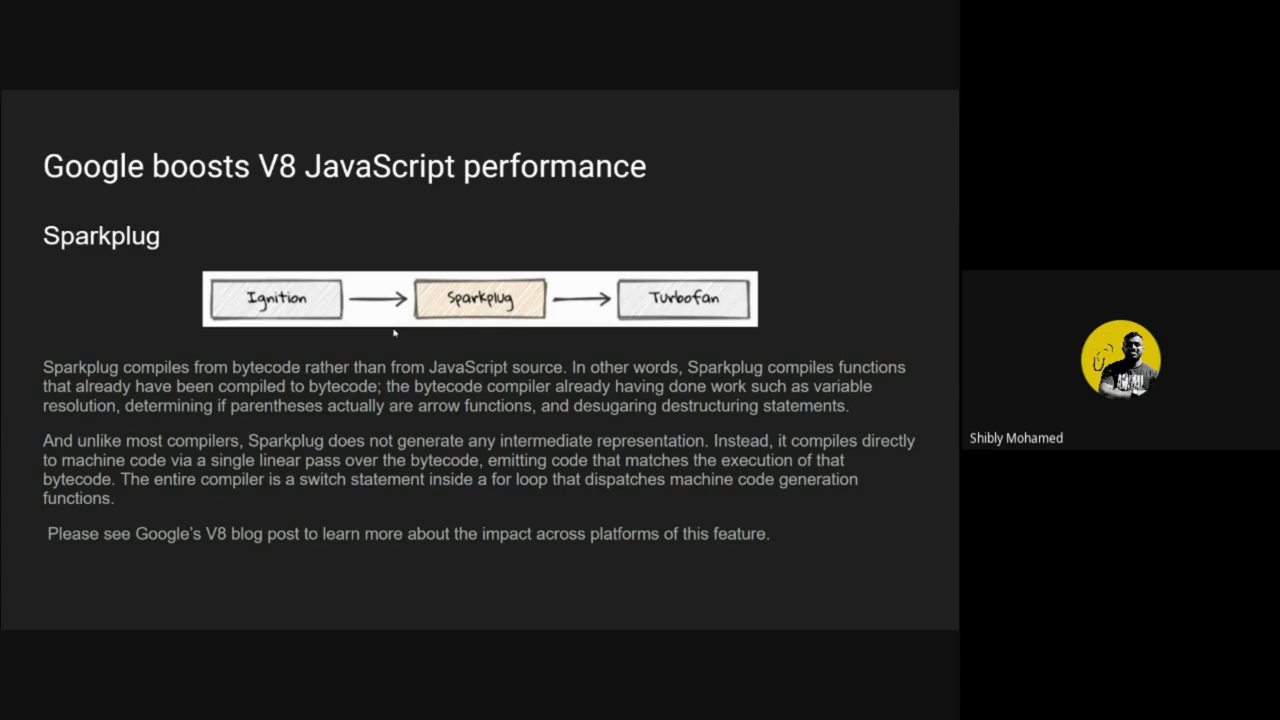 Google boosts V8 JavaScript performance
Sparkplug
Ignition
Sparkplug
Turbofan
Sparkplug compiles from bytecode rather than from JavaScript source. In other words, Sparkplug compiles functions
that already have been compiled to bytecode; the bytecode compiler already having done work such as variable
resolution, determining if parentheses actually are arrow functions, and desugaring destructuring statements.
And unlike most compilers, Sparkplug does not generate any intermediate representation. Instead, it compiles directly
to machine code via a single linear pass over the bytecode, emitting code that matches the execution of that
bytecode. The entire compiler is a switch statement inside a for loop that dispatches machine code generation
functions.
Please see Google's V8 blog post to learn more about the impact across platforms of this feature.
Shibly Mohamed